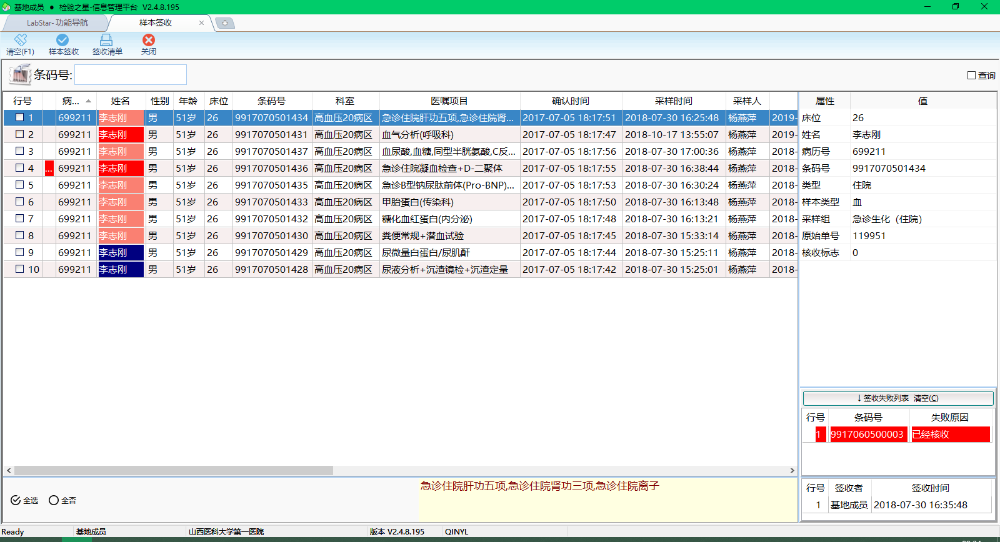 基地成员 ● 检验之星-信息管理平台 V2.4.8.195
LabStar- 功能导航 样本签收
清空(F1) 样本签收 签收清单 关闭
条码号: 查询
行号 病... 姓名 性别 年龄 床位 条码号 科室 医嘱项目 确认时间 采样时间 采样人
1 699211 李志刚 男 51岁 26 9917070501434 高血压20病区 急诊住院肝功五项,急诊住院肾... 2017-07-05 18:17:51 2018-07-30 16:25:48 杨燕萍 2019-
2 699211 李志刚 男 51岁 26 9917070501431 高血压20病区 血气分析(呼吸科) 2017-07-05 18:17:47 2018-10-17 13:55:07 杨燕萍 2019-
3 699211 李志刚 男 51岁 26 9917070501437 高血压20病区 血尿酸,血糖,同型半胱氨酸,C反... 2017-07-05 18:17:56 2018-07-30 17:00:36 杨燕萍 2018-
4 ... 699211 李志刚 男 51岁 26 9917070501436 高血压20病区 急诊住院凝血检查+D-二聚体 2017-07-05 18:17:55 2018-07-30 16:38:44 杨燕萍 2018-
5 699211 李志刚 男 51岁 26 9917070501435 高血压20病区 急诊B型钠尿肽前体(Pro-BNP)... 2017-07-05 18:17:53 2018-07-30 16:30:24 杨燕萍 2018-
6 699211 李志刚 男 51岁 26 9917070501433 高血压20病区 甲胎蛋白(传染科) 2017-07-05 18:17:50 2018-07-30 16:13:48 杨燕萍 2018-
7 699211 李志刚 男 51岁 26 9917070501432 高血压20病区 糖化血红蛋白(内分泌) 2017-07-05 18:17:48 2018-07-30 16:13:21 杨燕萍 2018-
8 699211 李志刚 男 51岁 26 9917070501430 高血压20病区 粪便常规+潜血试验 2017-07-05 18:17:45 2018-07-30 15:33:14 杨燕萍 2018-
9 699211 李志刚 男 51岁 26 9917070501429 高血压20病区 尿微量白蛋白/尿肌酐 2017-07-05 18:17:44 2018-07-30 15:25:11 杨燕萍 2018-
10 699211 李志刚 男 51岁 26 9917070501428 高血压20病区 尿液分析+沉渣镜检+沉渣定量 2017-07-05 18:17:42 2018-07-30 15:25:01 杨燕萍 2018-
属性 值
床位 26
姓名 李志刚
病历号 699211
条码号 9917070501434
类型 住院
样本类型 血
采样组 急诊生化（住院）
原始单号 119951
核收标志 0
↓签收失败列表 清空(C)
行号 条码号 失败原因
1 9917060500003 已经核收
急诊住院肝功五项,急诊住院肾功三项,急诊住院离子
全选 全否
行号 签收者 签收时间
1 基地成员 2018-07-30 16:35:48
Ready 基地成员 山西医科大学第一医院 版本 V2.4.8.195 QINYL